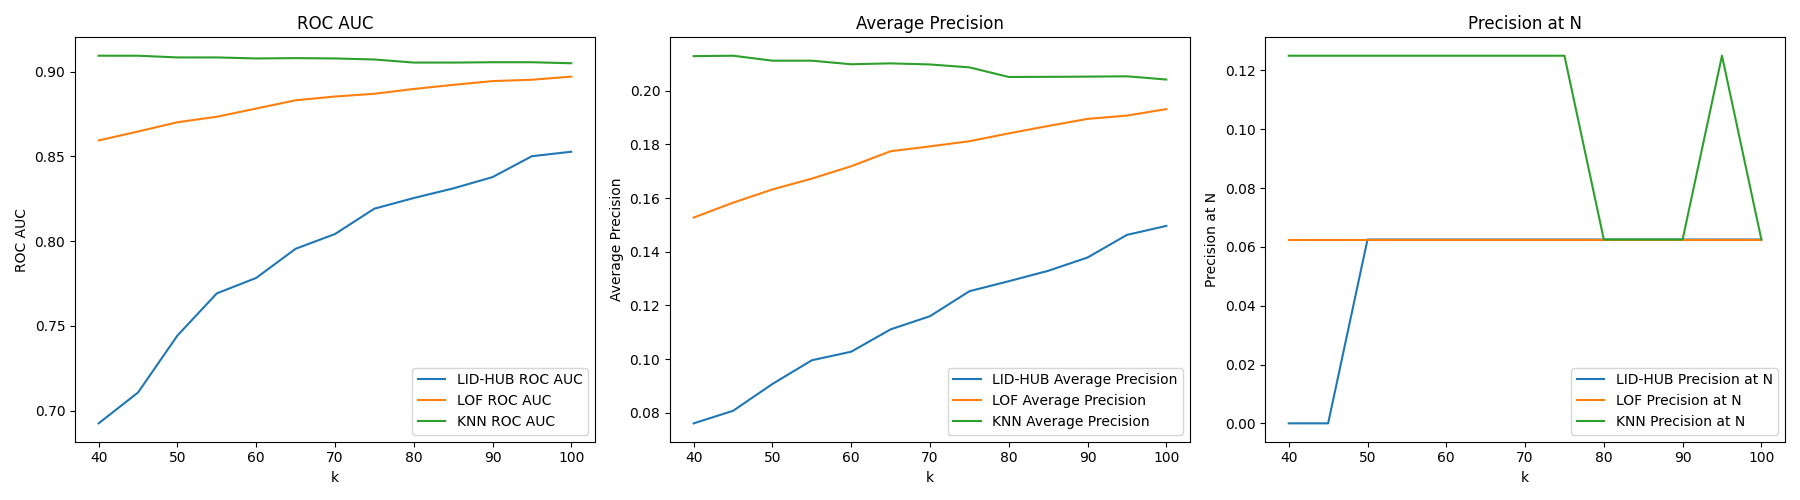 ROC AUC
ROC AUC
0.90
0.85
0.80
0.75
0.70
40 50 60 70 80 90 100
k
LID-HUB ROC AUC
LOF ROC AUC
KNN ROC AUC
Average Precision
Average Precision
0.20
0.18
0.16
0.14
0.12
0.10
0.08
40 50 60 70 80 90 100
k
LID-HUB Average Precision
LOF Average Precision
KNN Average Precision
Precision at N
Precision at N
0.12
0.10
0.08
0.06
0.04
0.02
0.00
40 50 60 70 80 90 100
k
LID-HUB Precision at N
LOF Precision at N
KNN Precision at N